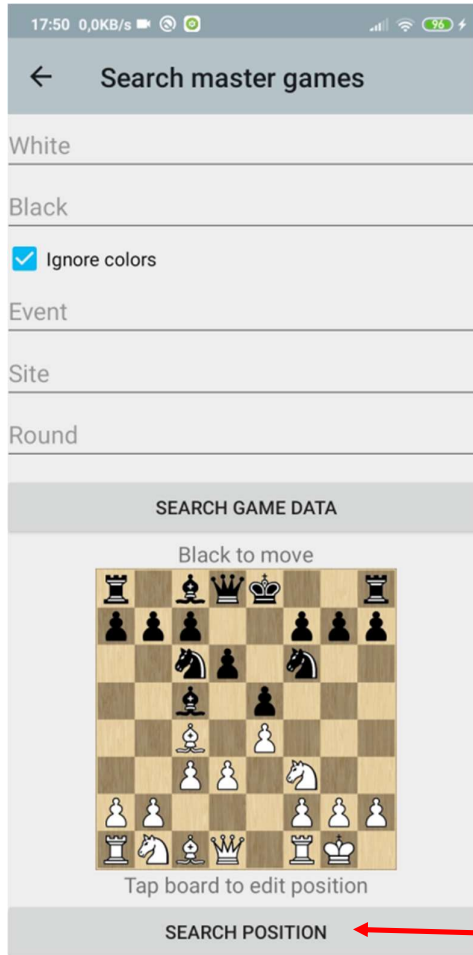 17:50 0,0KB/s 96
Search master games
White
Black
Ignore colors
Event
Site
Round
SEARCH GAME DATA
Black to move
Tap board to edit position
SEARCH POSITION